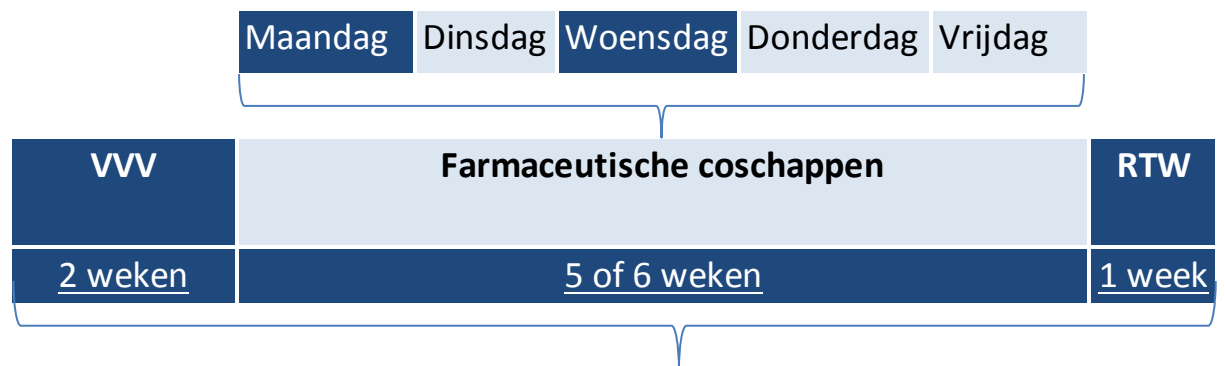 Maandag Dinsdag Woensdag Donderdag Vrijdag
VVV Farmaceutische coschappen RTW
2 weken 5 of 6 weken 1 week